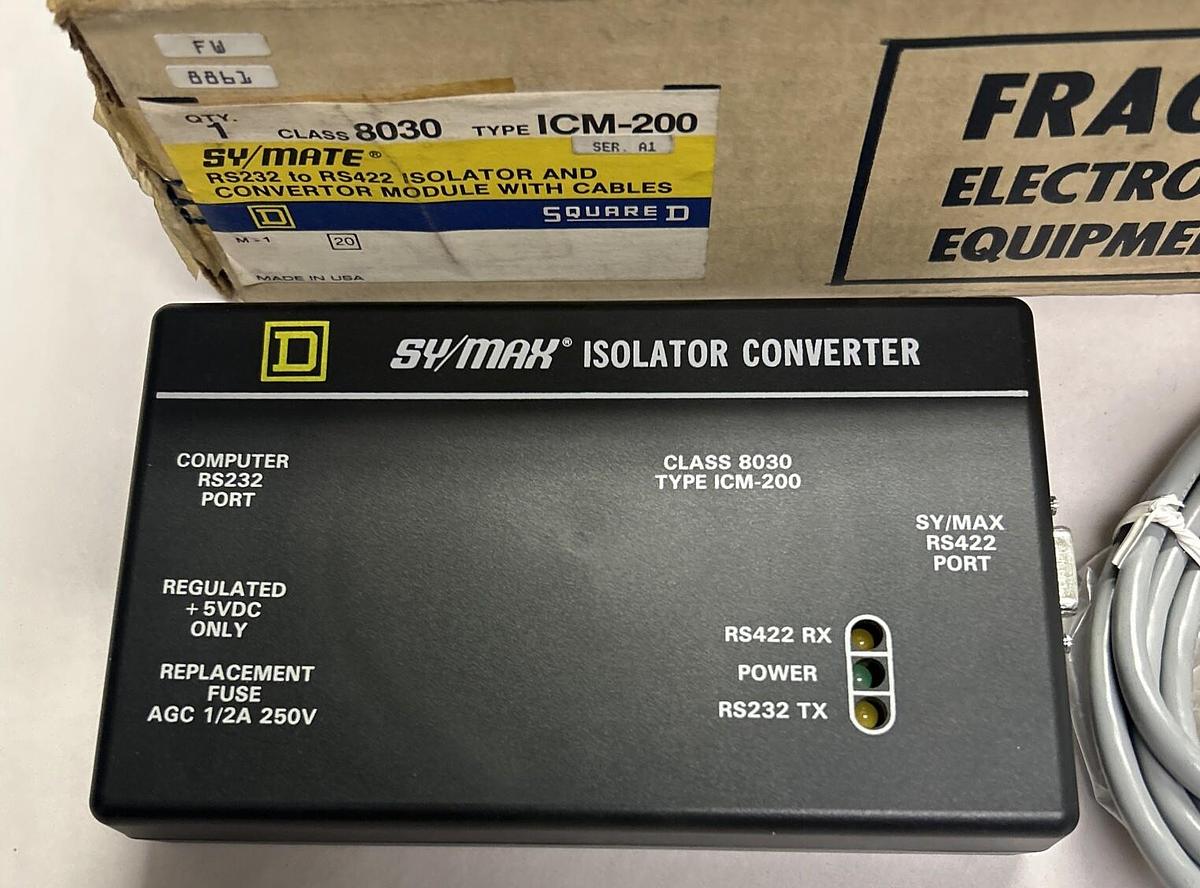 FW
8861
QTY.
1
CLASS 8030 TYPE ICM-200
SER. A1
SY/MATE®
RS232 to RS422 ISOLATOR AND
CONVERTOR MODULE WITH CABLES
D SQUARE D
20
MADE IN USA
FRAG
ELECTRO
EQUIPME
D SY/MAX® ISOLATOR CONVERTER
COMPUTER
RS232
PORT
CLASS 8030
TYPE ICM-200
SY/MAX
RS422
PORT
REGULATED
+5VDC
ONLY
REPLACEMENT
FUSE
AGC 1/2A 250V
RS422 RX
POWER
RS232 TX